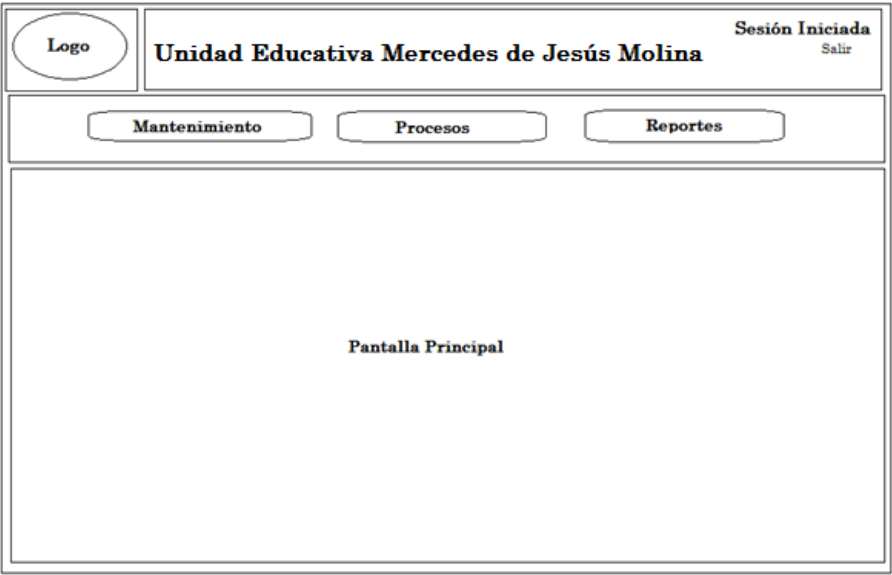 Logo
Unidad Educativa Mercedes de Jesús Molina
Sesión Iniciada
Salir
Mantenimiento
Procesos
Reportes
Pantalla Principal